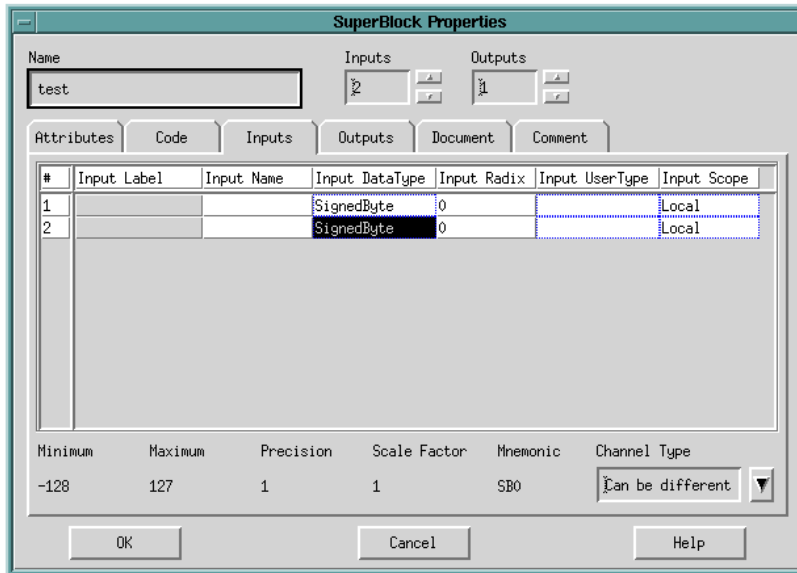 SuperBlock Properties
Name Inputs Outputs
test 2 1
Attributes Code Inputs Outputs Document Comment
# Input Label Input Name Input DataType Input Radix Input UserType Input Scope
1 SignedByte 0 Local
2 SignedByte 0 Local
Minimum Maximum Precision Scale Factor Mnemonic Channel Type
-128 127 1 1 SB0 Can be different
OK Cancel Help